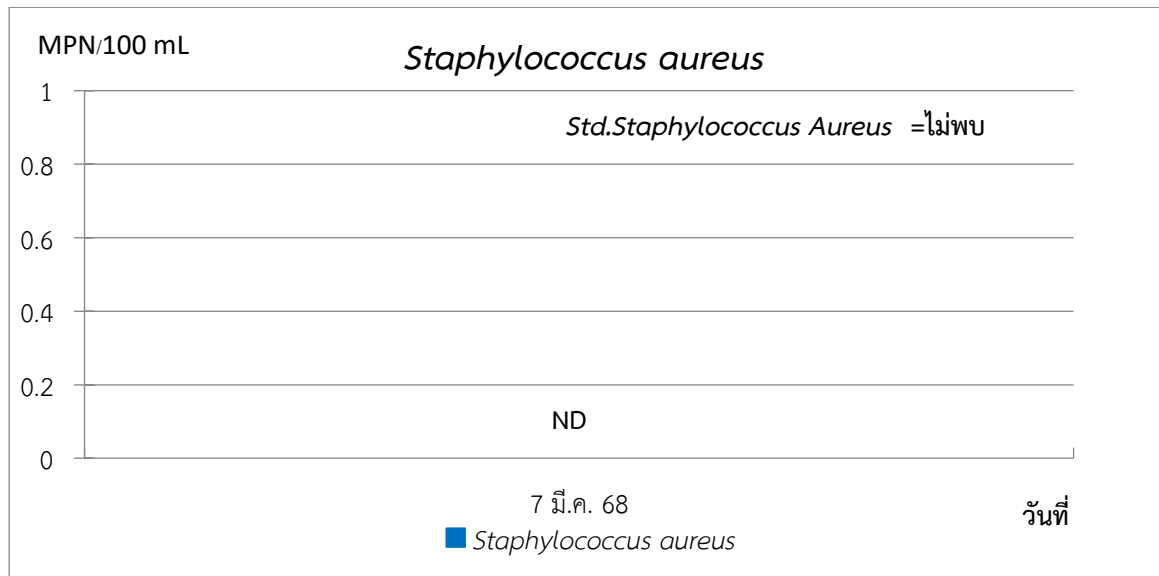 MPN/100 mL
Staphylococcus aureus
Std.Staphylococcus Aureus =ไม่พบ
1
0.8
0.6
0.4
0.2
0
ND
7 มี.ค. 68
วันที่
Staphylococcus aureus